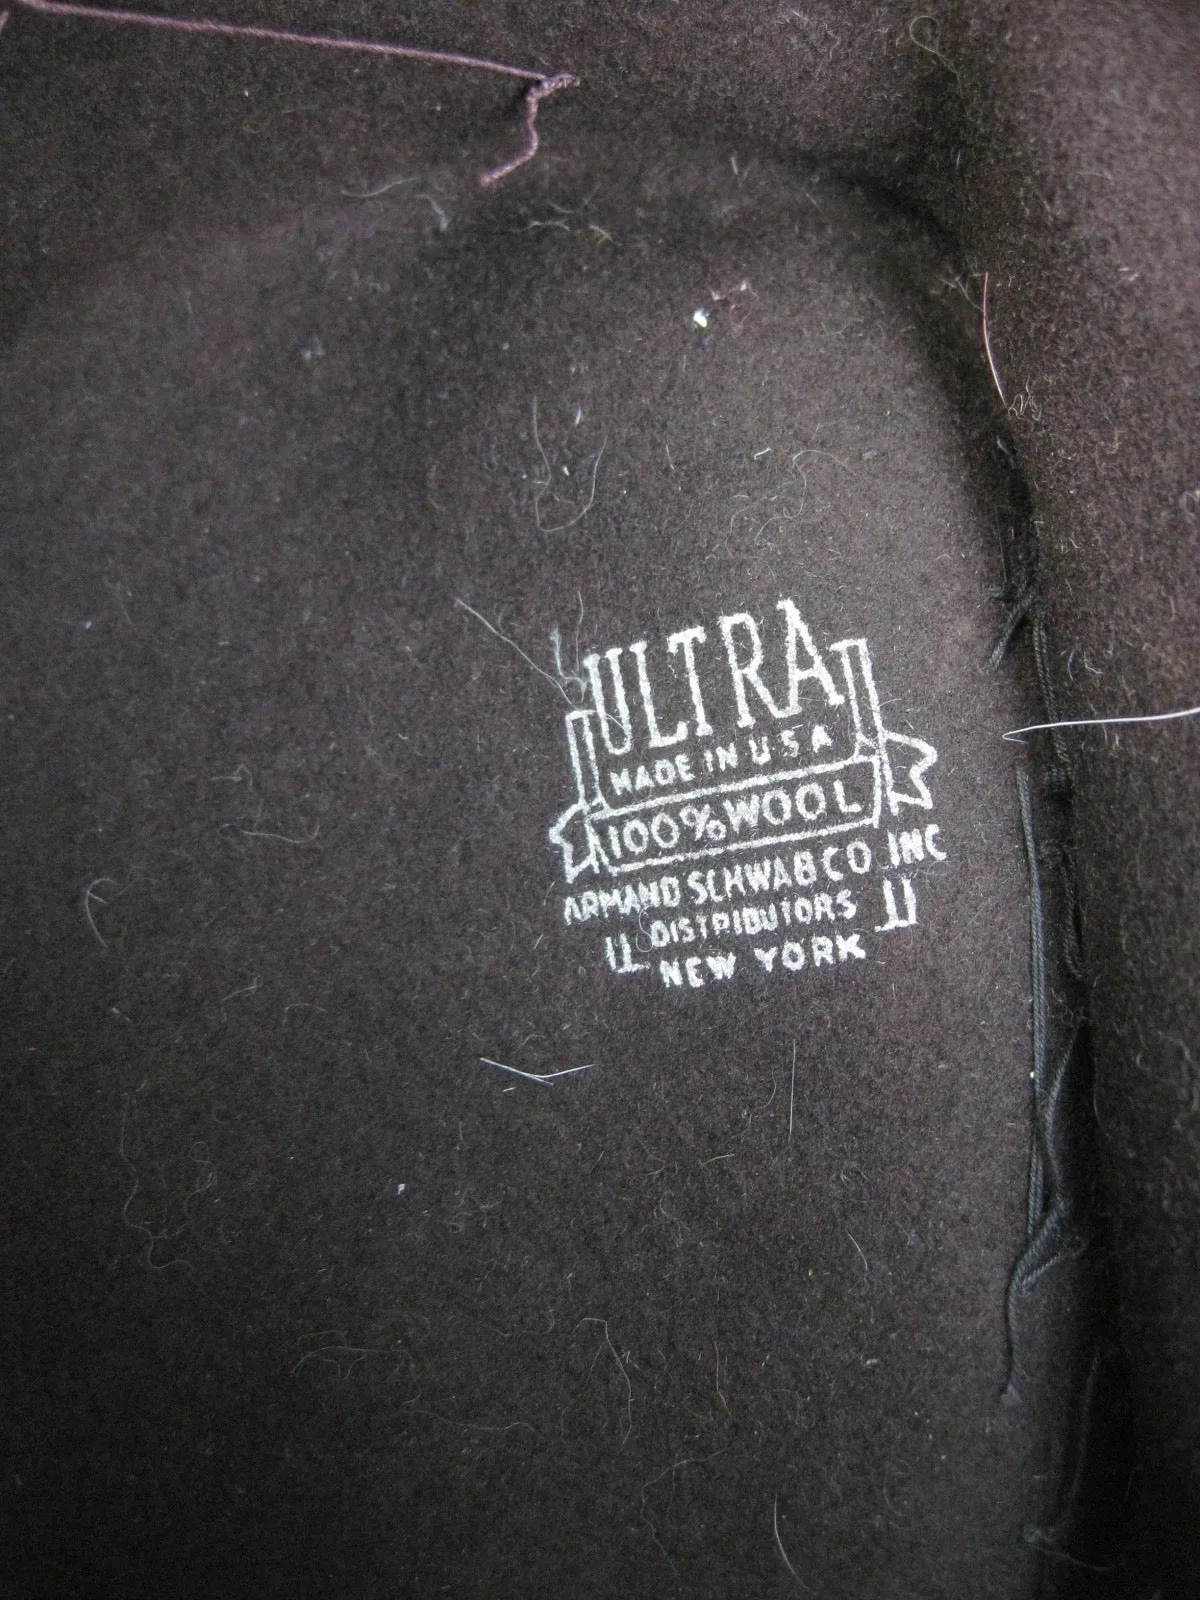 ULTRA
MADE IN U·S·A
100% WOOL
ARMAND SCHWAB CO. INC
DISTRIBUTORS
NEW YORK